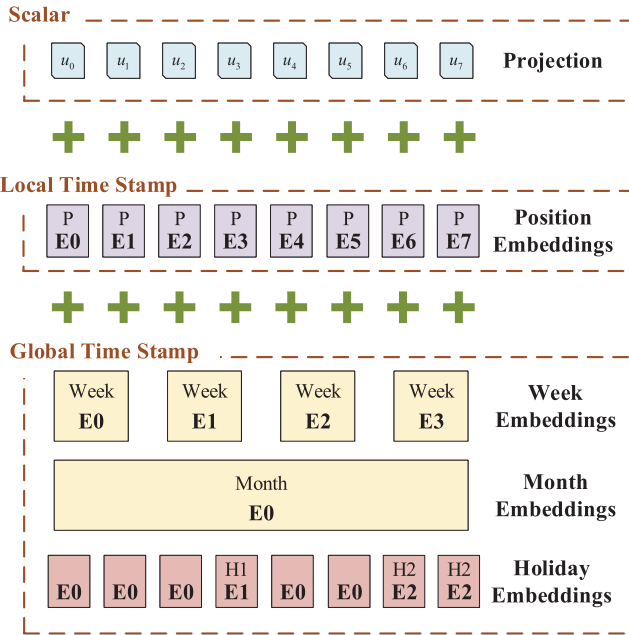 Scalar
u0 u1 u2 u3 u4 u5 u6 u7 Projection
Local Time Stamp
P P P P P P P P Position
E0 E1 E2 E3 E4 E5 E6 E7 Embeddings
Global Time Stamp
Week Week Week Week Week
E0 E1 E2 E3 Embeddings
Month Month
E0 Embeddings
H1 H2 H2 Holiday
E0 E0 E0 E1 E0 E0 E2 E2 Embeddings